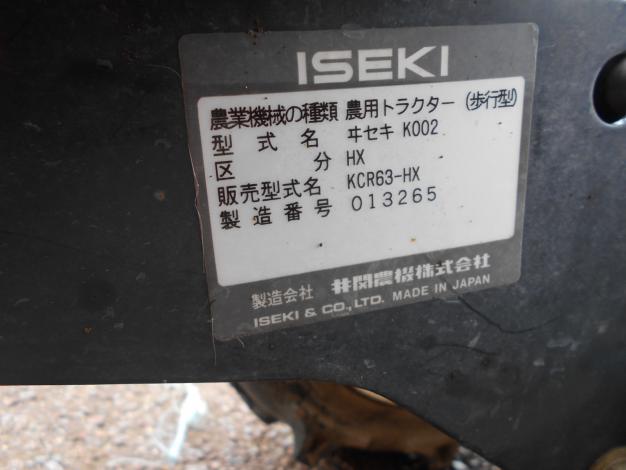 ISEKI
農業機械の種類 農用トラクター (歩行型)
型式名 ヰセキ K002
区分 HX
販売型式名 KCR63-HX
製造番号 013265
製造会社 井関農機株式会社
ISEKI & CO., LTD. MADE IN JAPAN